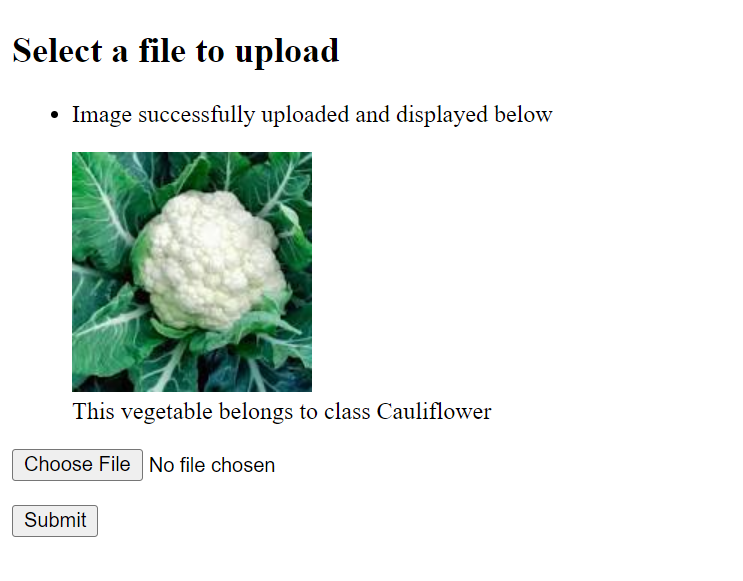 Select a file to upload
Image successfully uploaded and displayed below
This vegetable belongs to class Cauliflower
Choose File No file chosen
Submit